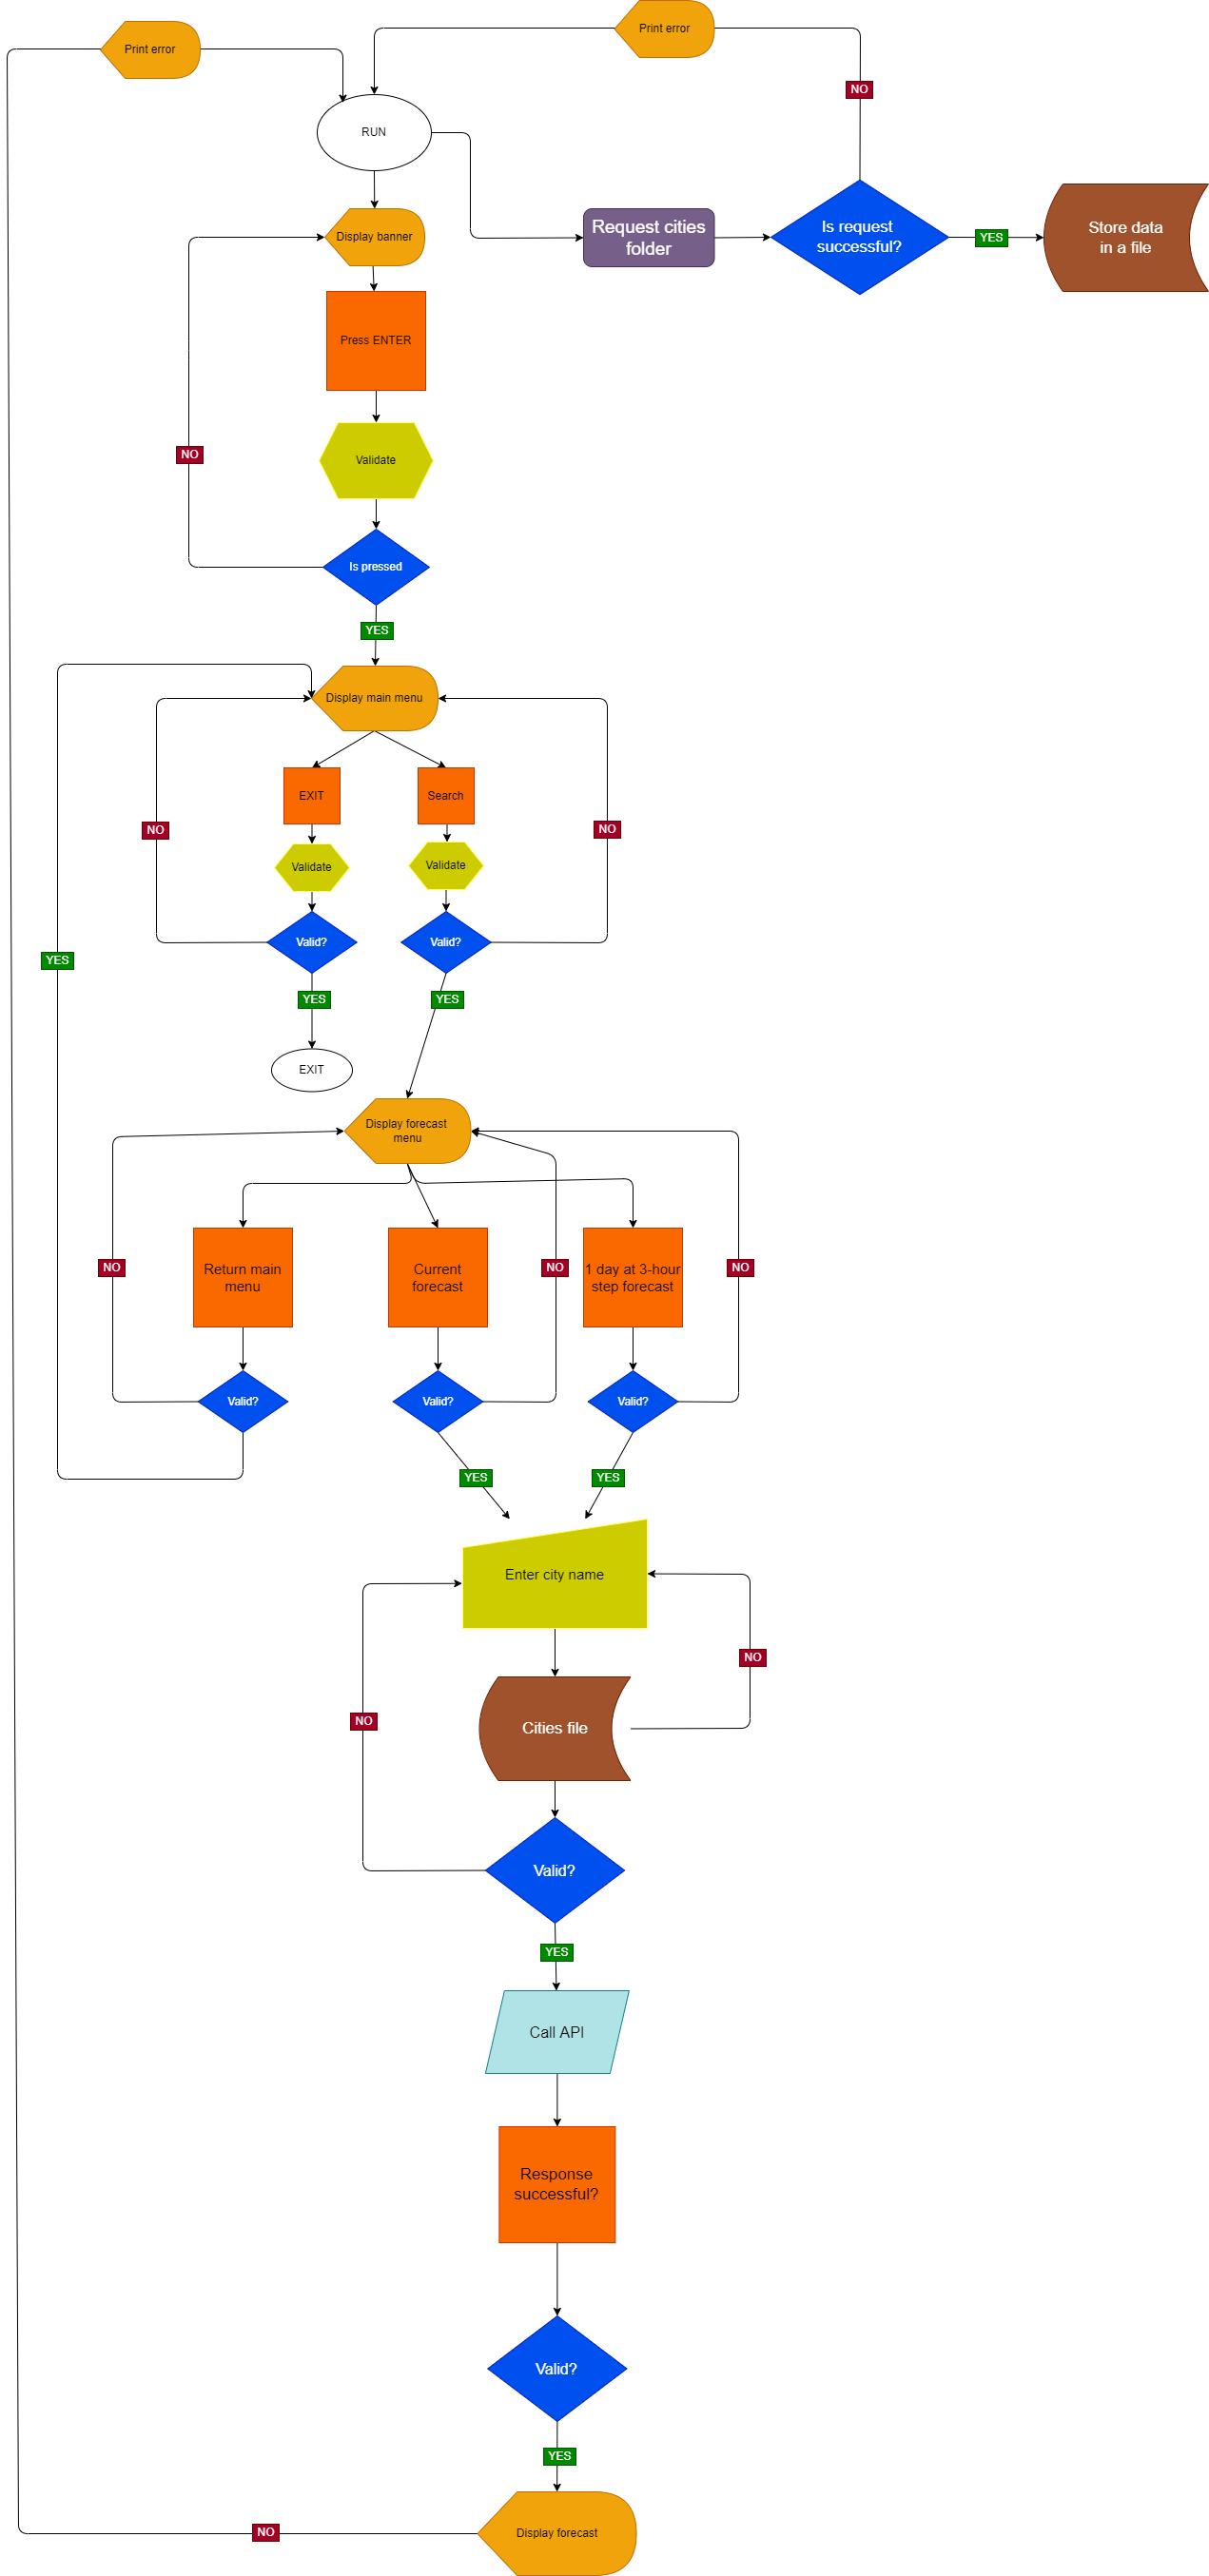 Print error
Print error
NO
RUN
Request cities
folder
Is request
successful?
YES
Store data
in a file
Display banner
Press ENTER
NO
Validate
Is pressed
YES
Display main menu
EXIT
Search
NO
NO
Validate
Validate
Valid?
Valid?
YES
YES
YES
EXIT
Display forecast
menu
NO
Return main
menu
Current
forecast
NO
1 day at 3-hour
step forecast
NO
Valid?
Valid?
Valid?
YES
YES
Enter city name
NO
NO
Cities file
Valid?
YES
Call API
Response
successful?
Valid?
YES
NO
Display forecast